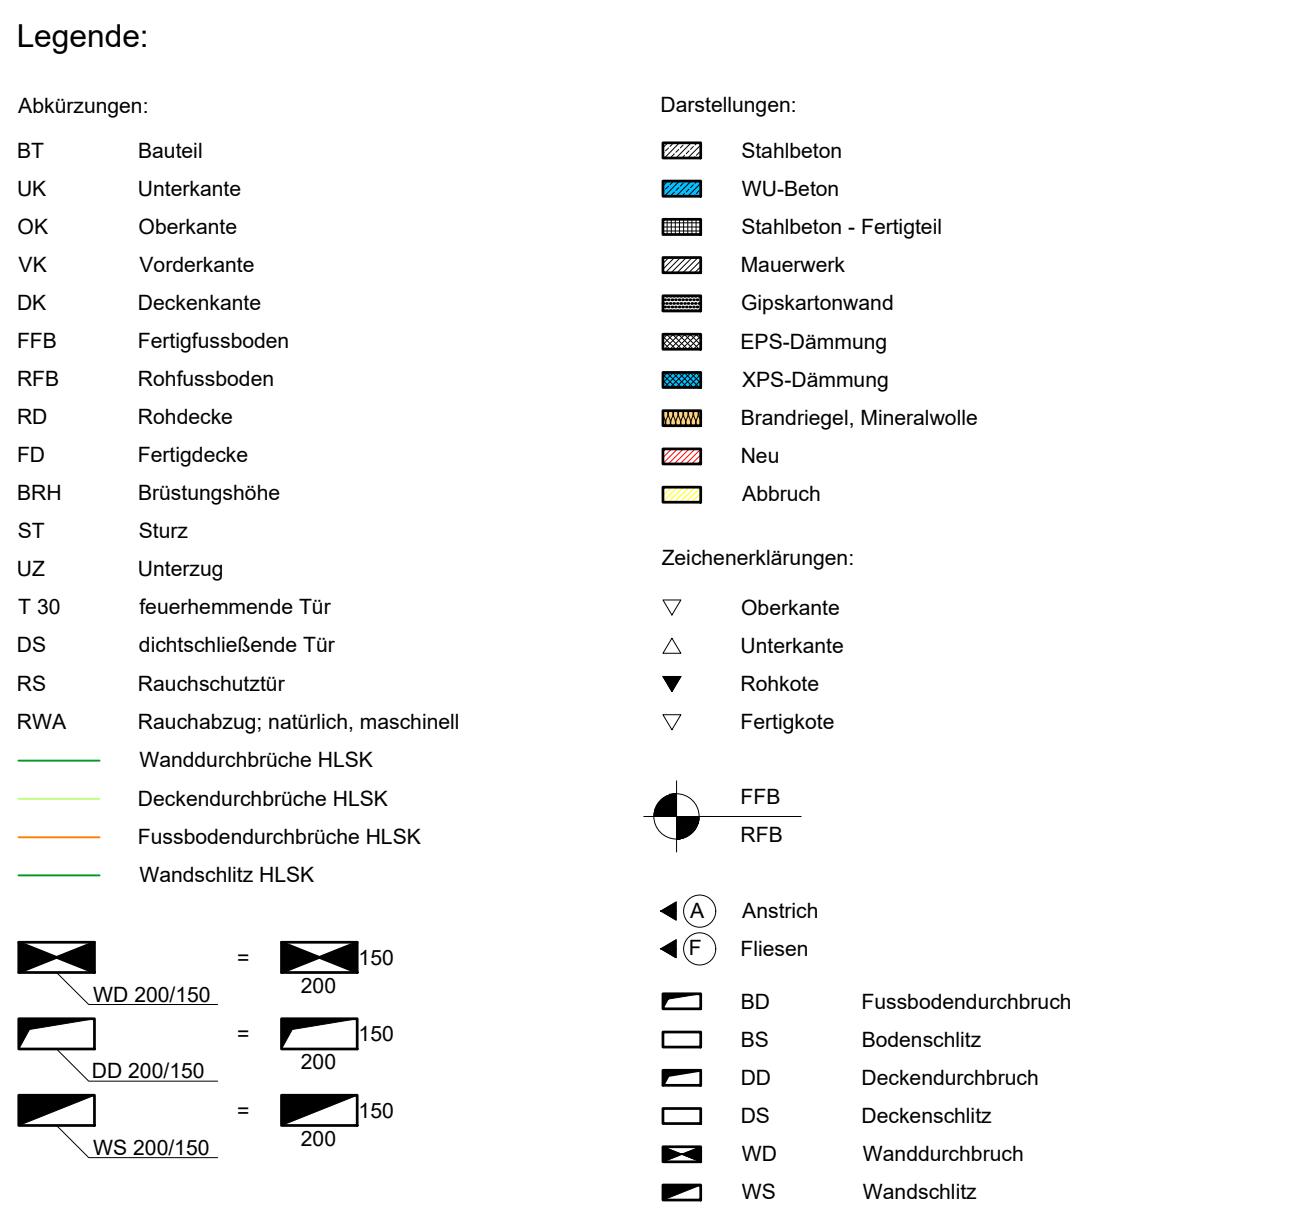 Legende:
Abkürzungen:
BT Bauteil
UK Unterkante
OK Oberkante
VK Vorderkante
DK Deckenkante
FFB Fertigfussboden
RFB Rohfussboden
RD Rohdecke
FD Fertigdecke
BRH Brüstungshöhe
ST Sturz
UZ Unterzug
T 30 feuerhemmende Tür
DS dichtschließende Tür
RS Rauchschutztür
RWA Rauchabzug; natürlich, maschinell
Wanddurchbrüche HLSK
Deckendurchbrüche HLSK
Fussbodendurchbrüche HLSK
Wandschlitz HLSK
= 150
WD 200/150 200
= 150
DD 200/150 200
= 150
WS 200/150 200
Darstellungen:
Stahlbeton
WU-Beton
Stahlbeton - Fertigteil
Mauerwerk
Gipskartonwand
EPS-Dämmung
XPS-Dämmung
Brandriegel, Mineralwolle
Neu
Abbruch
Zeichenerklärungen:
Oberkante
Unterkante
Rohkote
Fertigkote
FFB
RFB
A Anstrich
F Fliesen
BD Fussbodendurchbruch
BS Bodenschlitz
DD Deckendurchbruch
DS Deckenschlitz
WD Wanddurchbruch
WS Wandschlitz